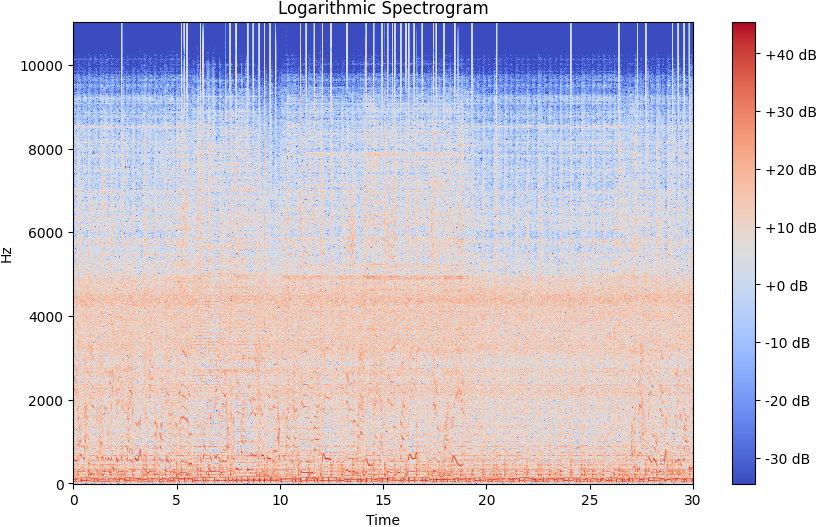 Logarithmic Spectrogram
10000
8000
6000
4000
2000
0
Hz
0 5 10 15 20 25 30
Time
+40 dB
+30 dB
+20 dB
+10 dB
+0 dB
-10 dB
-20 dB
-30 dB